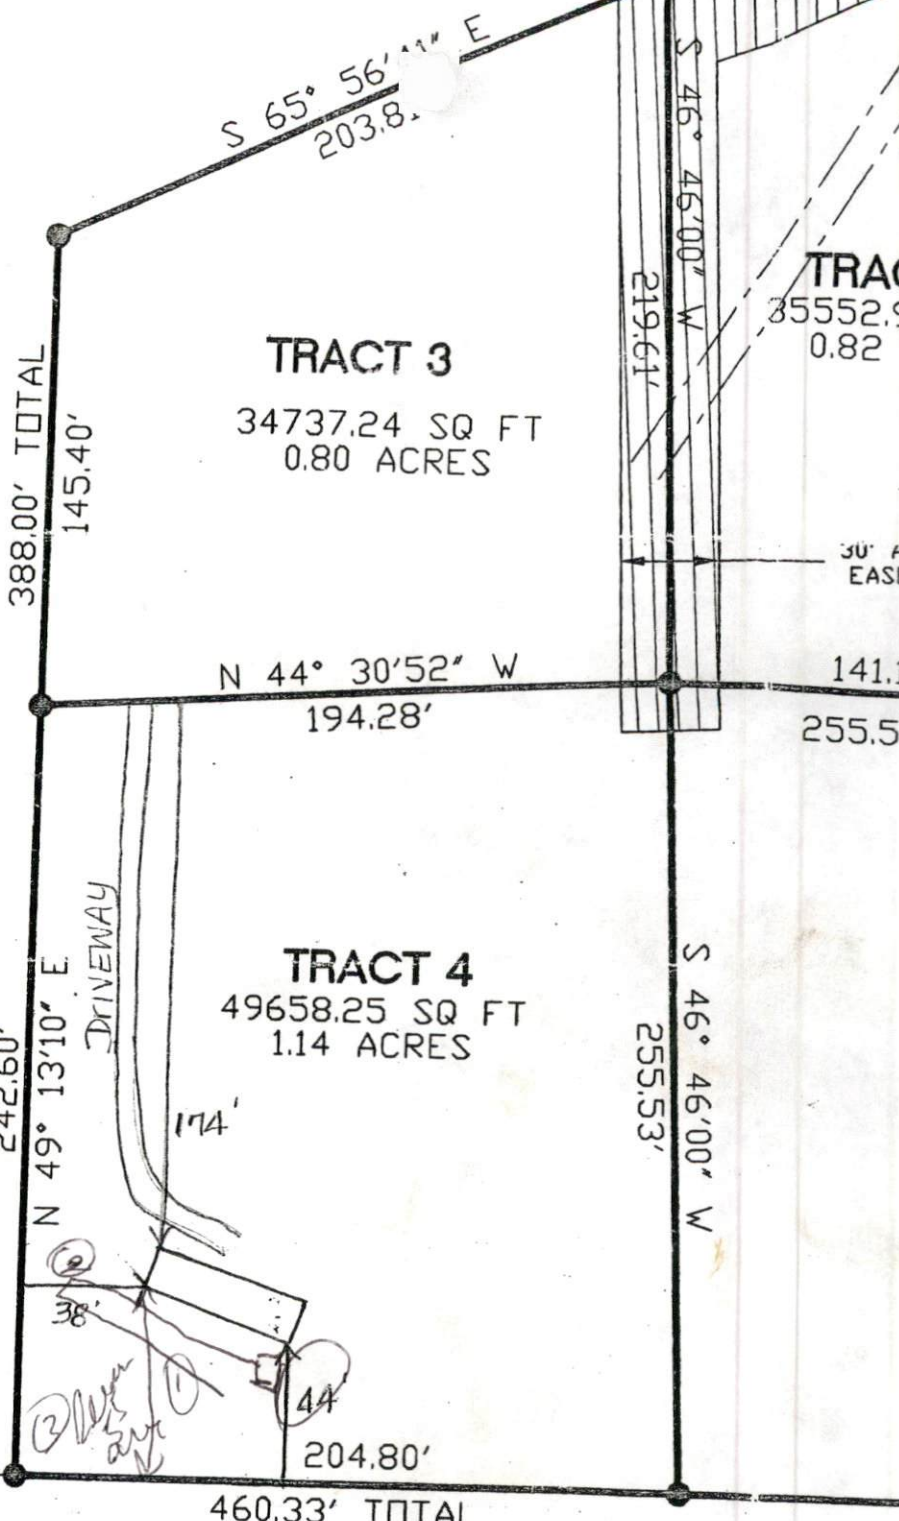 S 65° 56' " E
203.8
S 46° 46'00" W
219.61'
TRAC
35552.9
0.82
TRACT 3
34737.24 SQ FT
0.80 ACRES
388.00' TOTAL
145.40'
30' A
EAS
N 44° 30'52" W
194.28'
141.
255.5
DRIVEWAY
TRACT 4
49658.25 SQ FT
1.14 ACRES
242.60'
N 49° 13'10" E
S 46° 46'00" W
255.53'
174'
38'
2
1
44'
204.80'
460.33' TOTAL